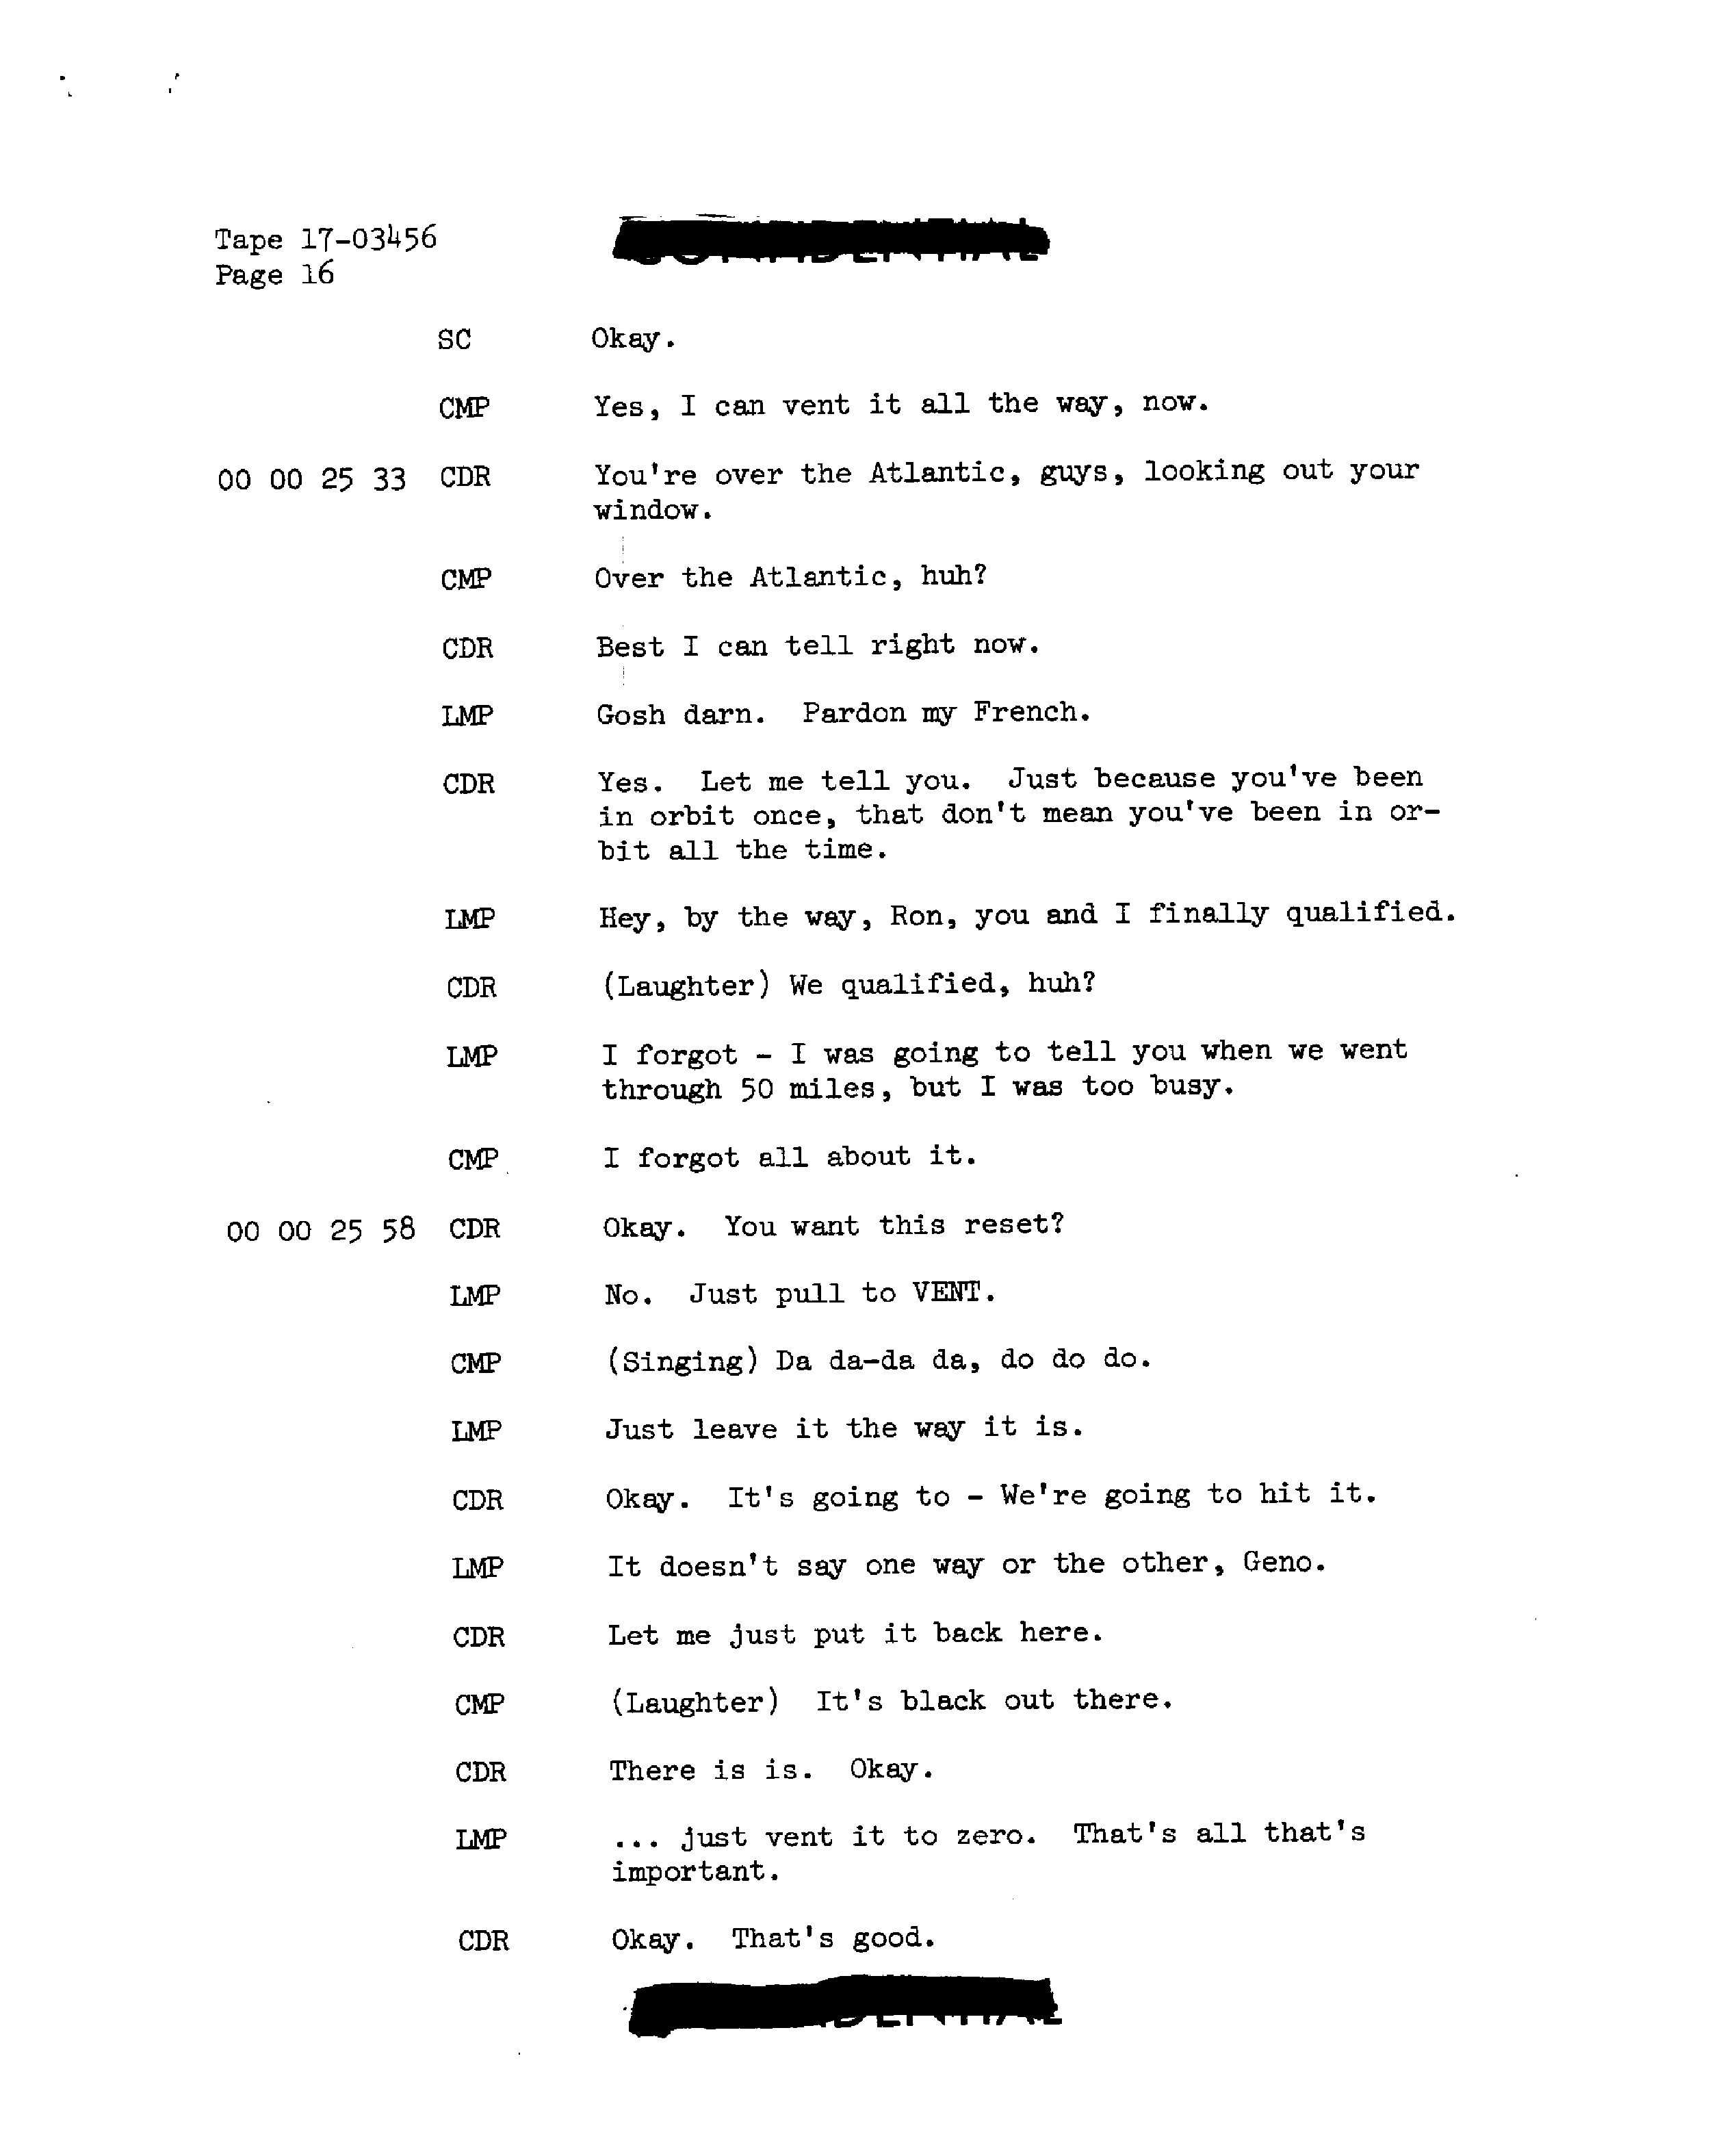 Tape 17-03456
Page 16
SC Okay.
CMP Yes, I can vent it all the way, now.
00 00 25 33 CDR You're over the Atlantic, guys, looking out your
window.
CMP Over the Atlantic, huh?
CDR Best I can tell right now.
LMP Gosh darn. Pardon my French.
CDR Yes. Let me tell you. Just because you've been
in orbit once, that don't mean you've been in or-
bit all the time.
LMP Hey, by the way, Ron, you and I finally qualified.
CDR (Laughter) We qualified, huh?
LMP I forgot - I was going to tell you when we went
through 50 miles, but I was too busy.
CMP I forgot all about it.
00 00 25 58 CDR Okay. You want this reset?
LMP No. Just pull to VENT.
CMP (Singing) Da da-da da, do do do.
LMP Just leave it the way it is.
CDR Okay. It's going to - We're going to hit it.
LMP It doesn't say one way or the other, Geno.
CDR Let me just put it back here.
CMP (Laughter) It's black out there.
CDR There is is. Okay.
LMP ... just vent it to zero. That's all that's
important.
CDR Okay. That's good.